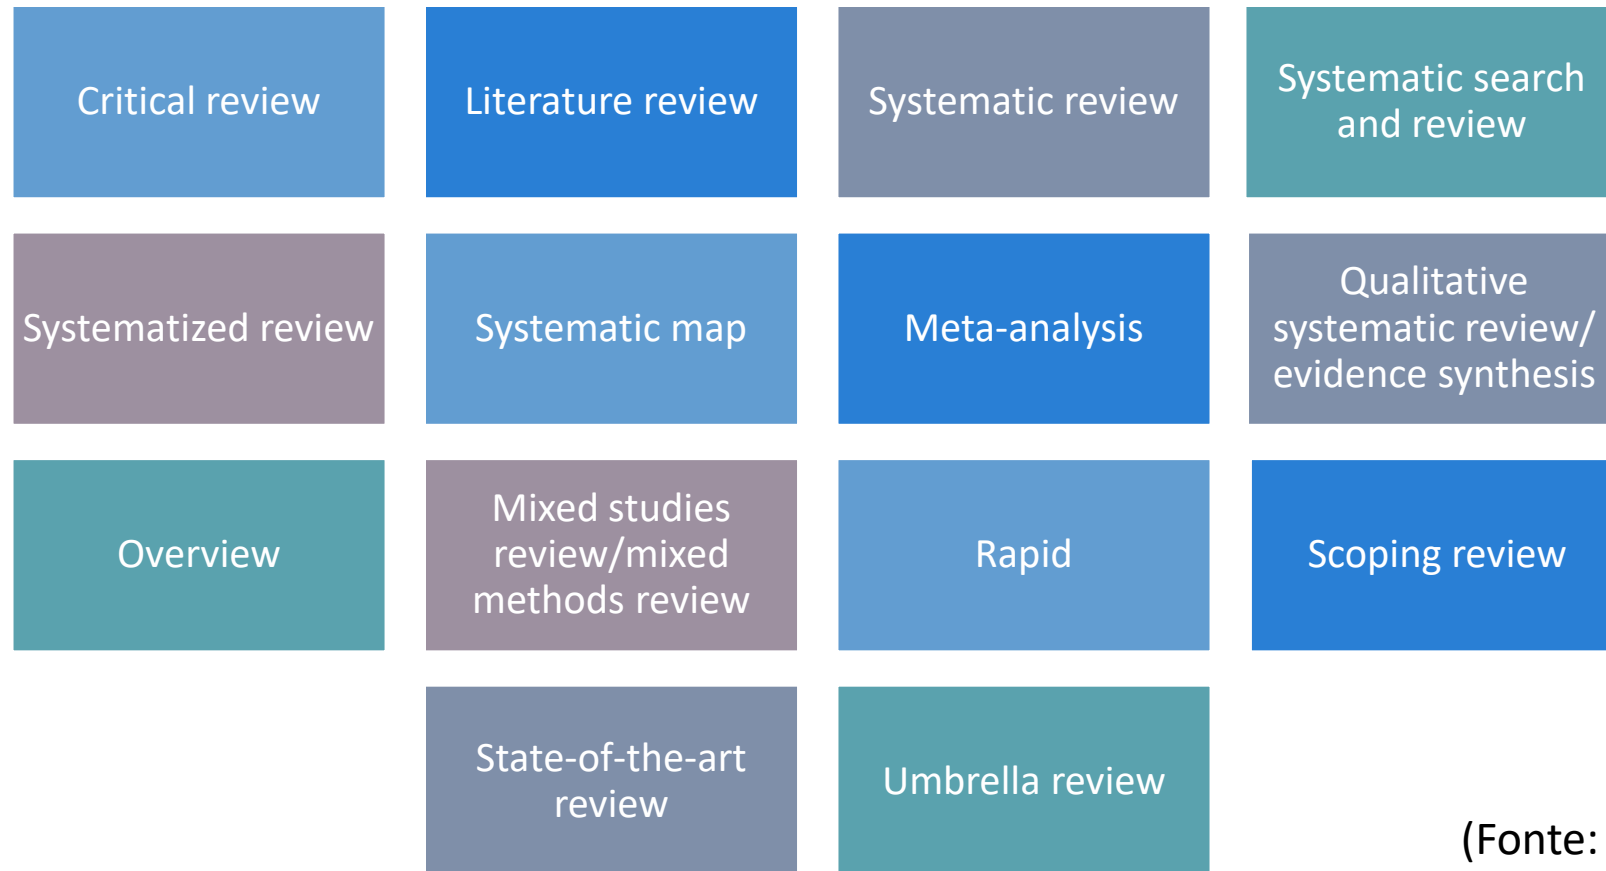 Critical review
Literature review
Systematic review
Systematic search
and review
Systematized review
Systematic map
Meta-analysis
Qualitative
systematic review/
evidence synthesis
Overview
Mixed studies
review/mixed
methods review
Rapid
Scoping review
State-of-the-art
review
Umbrella review
(Fonte: